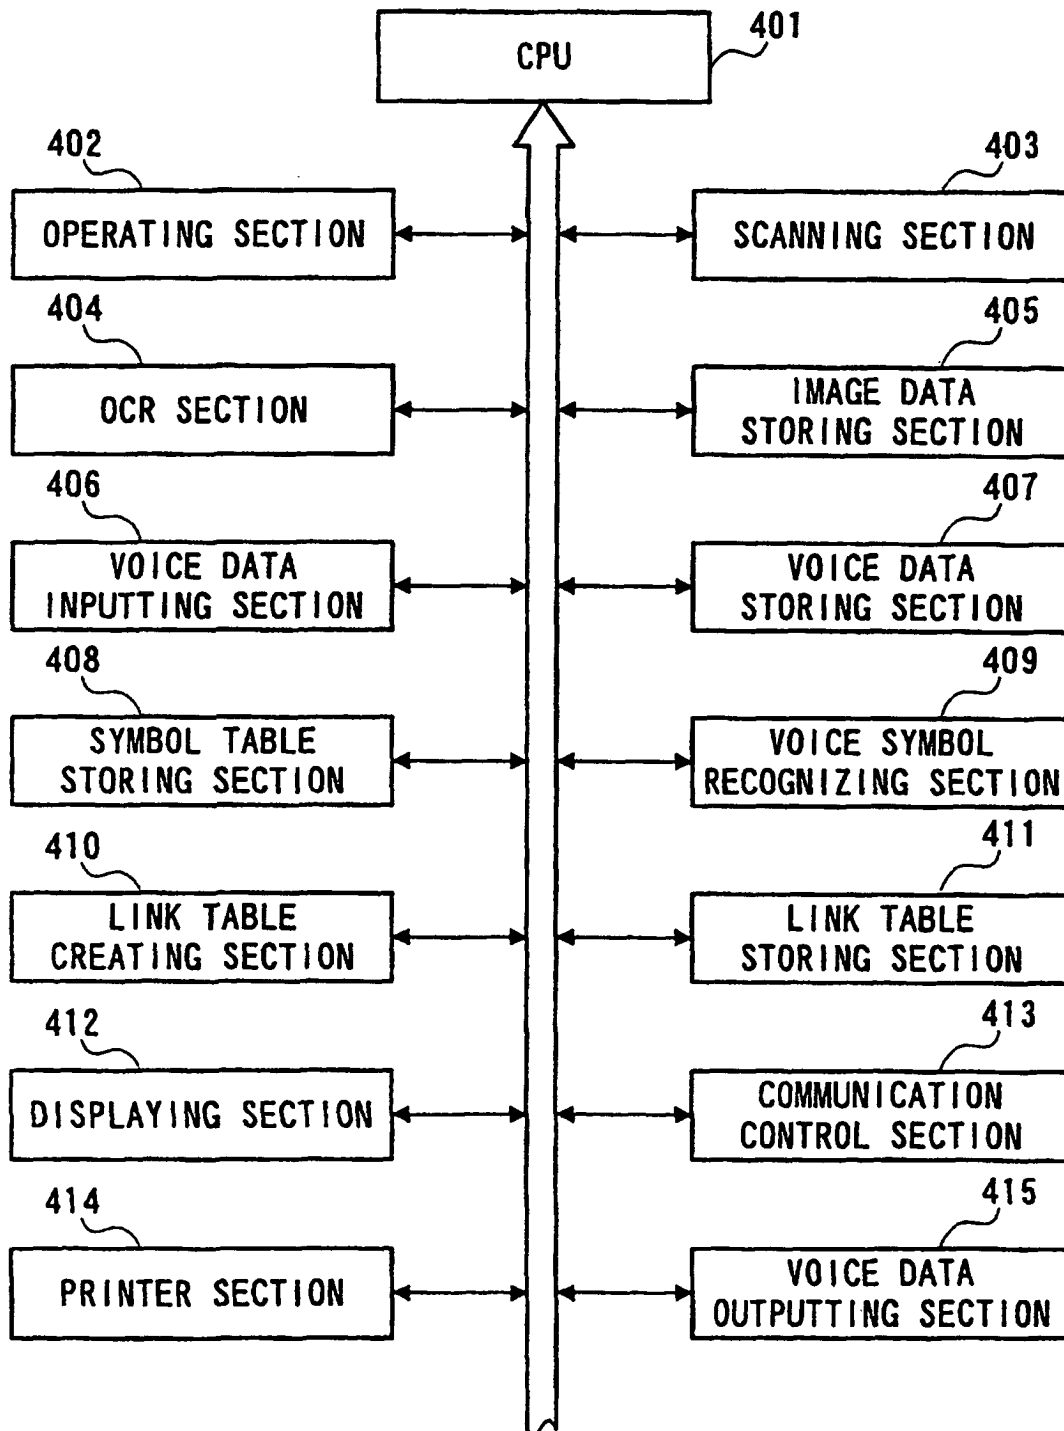 401
CPU
402
OPERATING SECTION
403
SCANNING SECTION
404
OCR SECTION
405
IMAGE DATA
STORING SECTION
406
VOICE DATA
INPUTTING SECTION
407
VOICE DATA
STORING SECTION
408
SYMBOL TABLE
STORING SECTION
409
VOICE SYMBOL
RECOGNIZING SECTION
410
LINK TABLE
CREATING SECTION
411
LINK TABLE
STORING SECTION
412
DISPLAYING SECTION
413
COMMUNICATION
CONTROL SECTION
414
PRINTER SECTION
415
VOICE DATA
OUTPUTTING SECTION